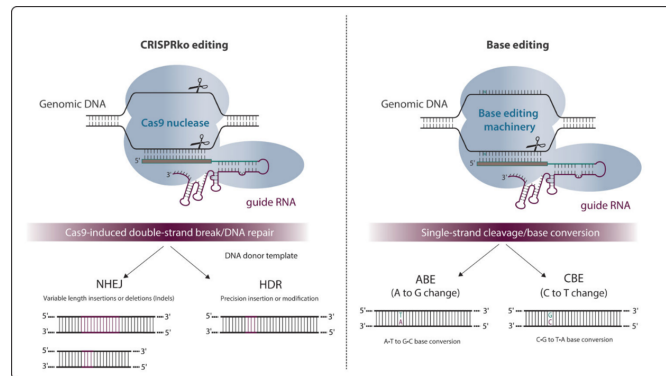 CRISPRko editing
Genomic DNA
Cas9 nuclease
5'
3'
guide RNA
Cas9-induced double-strand break/DNA repair
DNA donor template
NHEJ
Variable length insertions or deletions (Indels)
HDR
Precision insertion or modification
5' 3'
3' 5'
5' 3'
3' 5'
5' 3'
3' 5'
Base editing
Genomic DNA
Base editing
machinery
5'
3'
guide RNA
Single-strand cleavage/base conversion
ABE
(A to G change)
CBE
(C to T change)
5' 3'
A
3' 5'
A•T to G•C base conversion
5' 3'
G
C
3' 5'
C•G to T•A base conversion